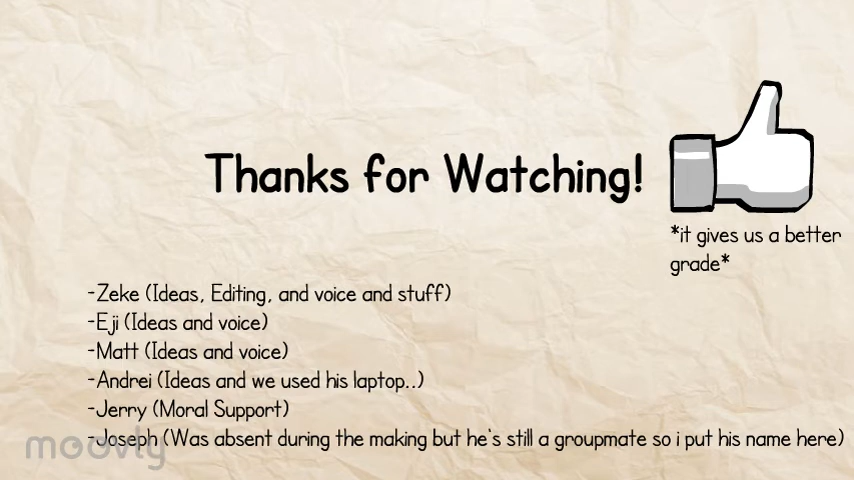 Thanks for Watching!
*it gives us a better
grade*
-Zeke (Ideas, Editing, and voice and stuff)
-Eji (Ideas and voice)
-Matt (Ideas and voice)
-Andrei (Ideas and we used his laptop..)
-Jerry (Moral Support)
-Joseph (Was absent during the making but he's still a groupmate so i put his name here)
moovly